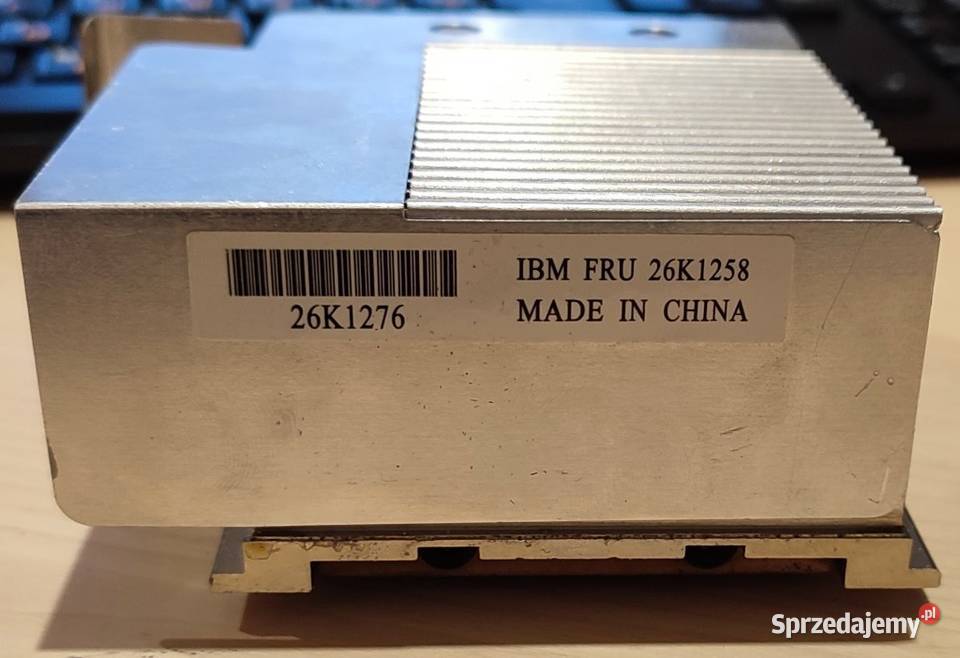 26K1276
IBM FRU 26K1258
MADE IN CHINA
Sprzedajemy.pl